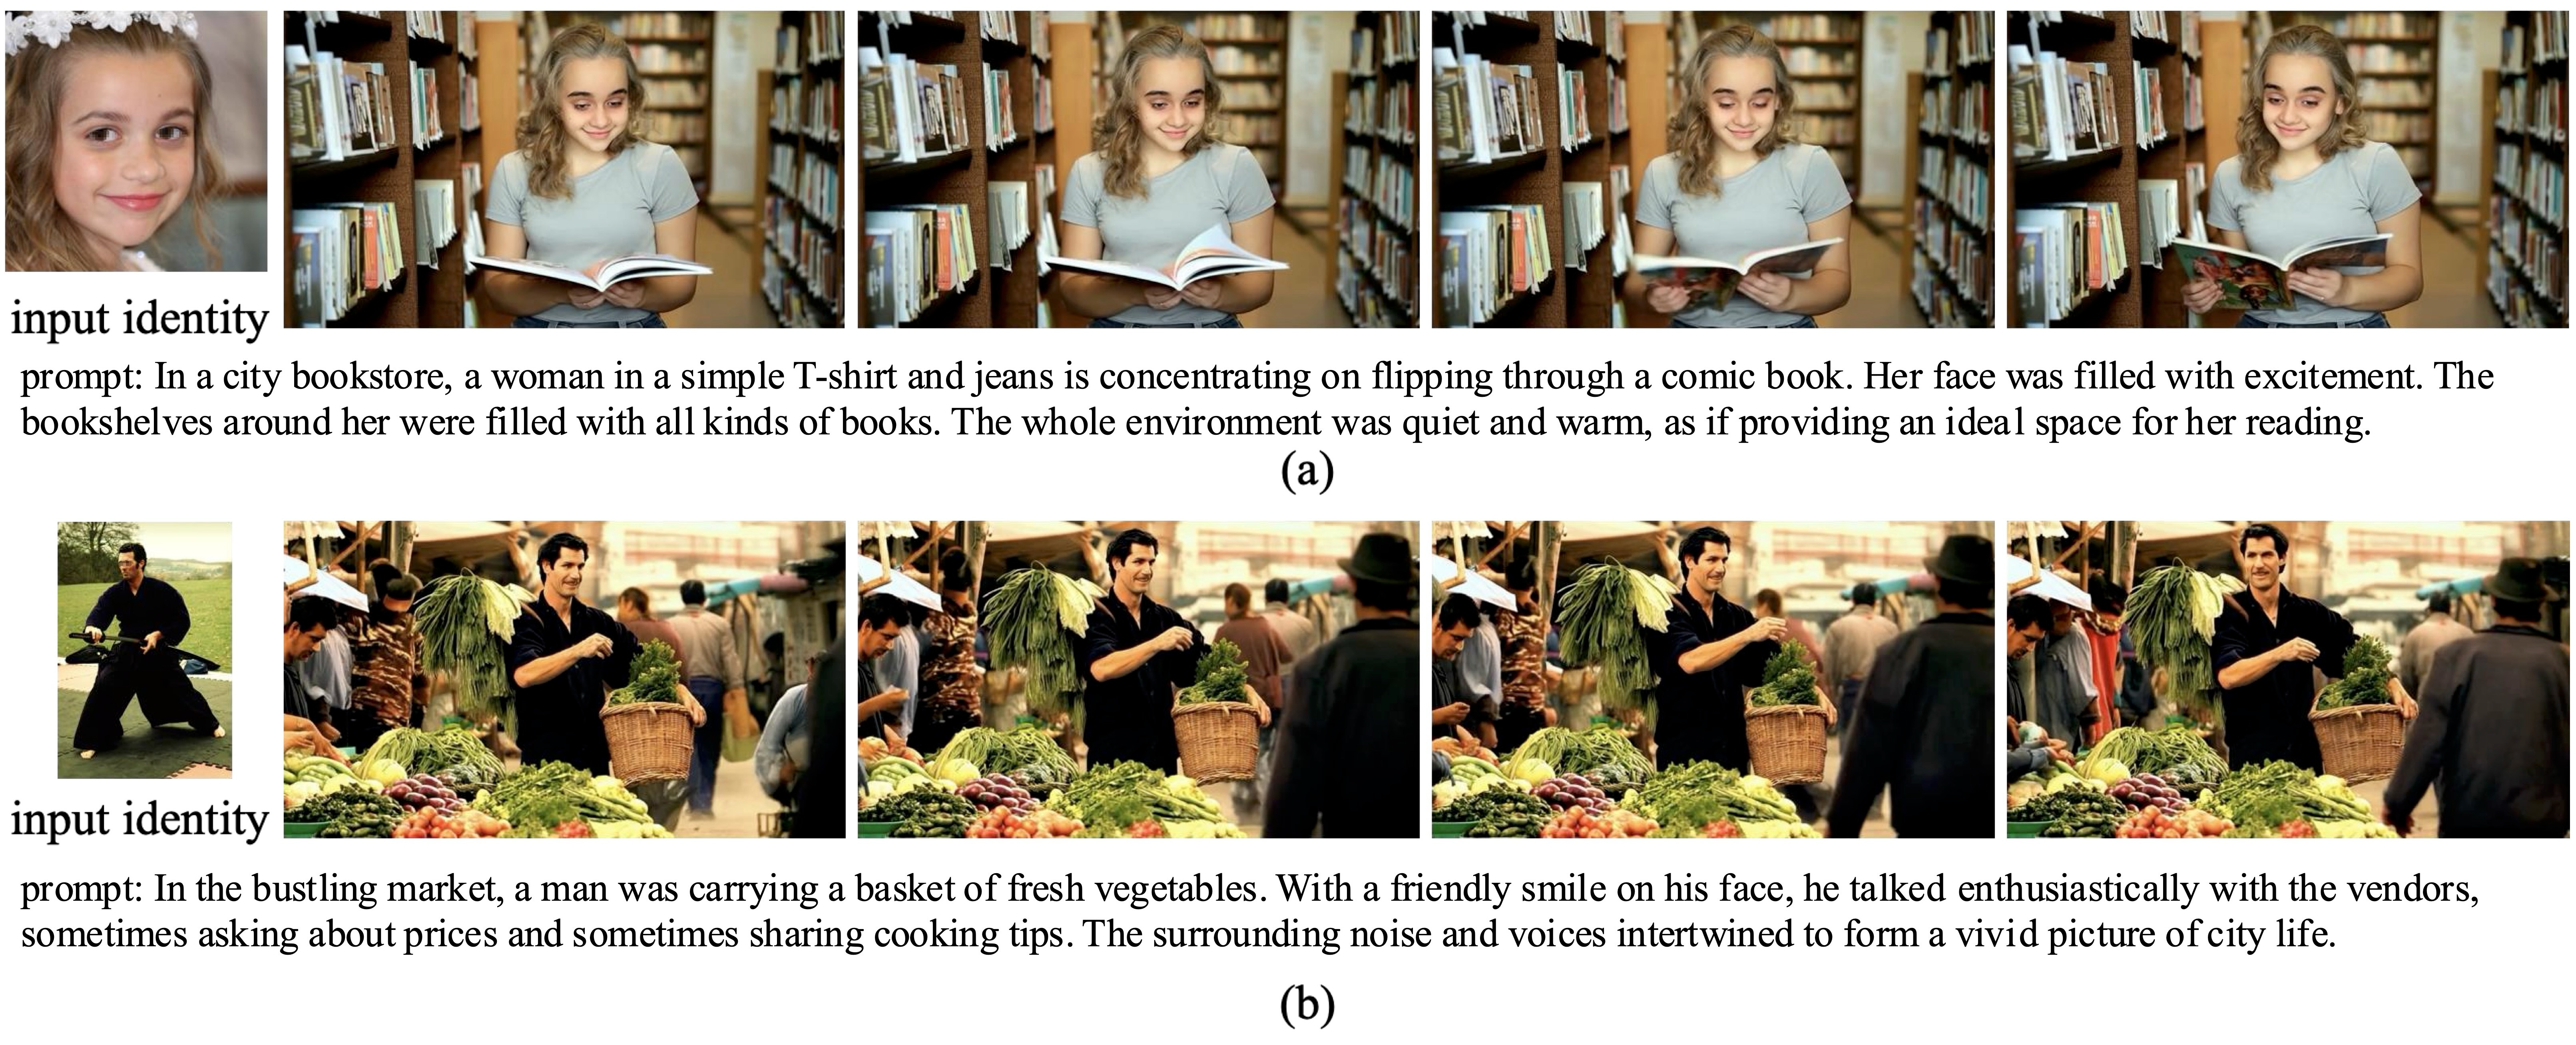 input identity
prompt: In a city bookstore, a woman in a simple T-shirt and jeans is concentrating on flipping through a comic book. Her face was filled with excitement. The
bookshelves around her were filled with all kinds of books. The whole environment was quiet and warm, as if providing an ideal space for her reading.
(a)
input identity
prompt: In the bustling market, a man was carrying a basket of fresh vegetables. With a friendly smile on his face, he talked enthusiastically with the vendors,
sometimes asking about prices and sometimes sharing cooking tips. The surrounding noise and voices intertwined to form a vivid picture of city life.
(b)